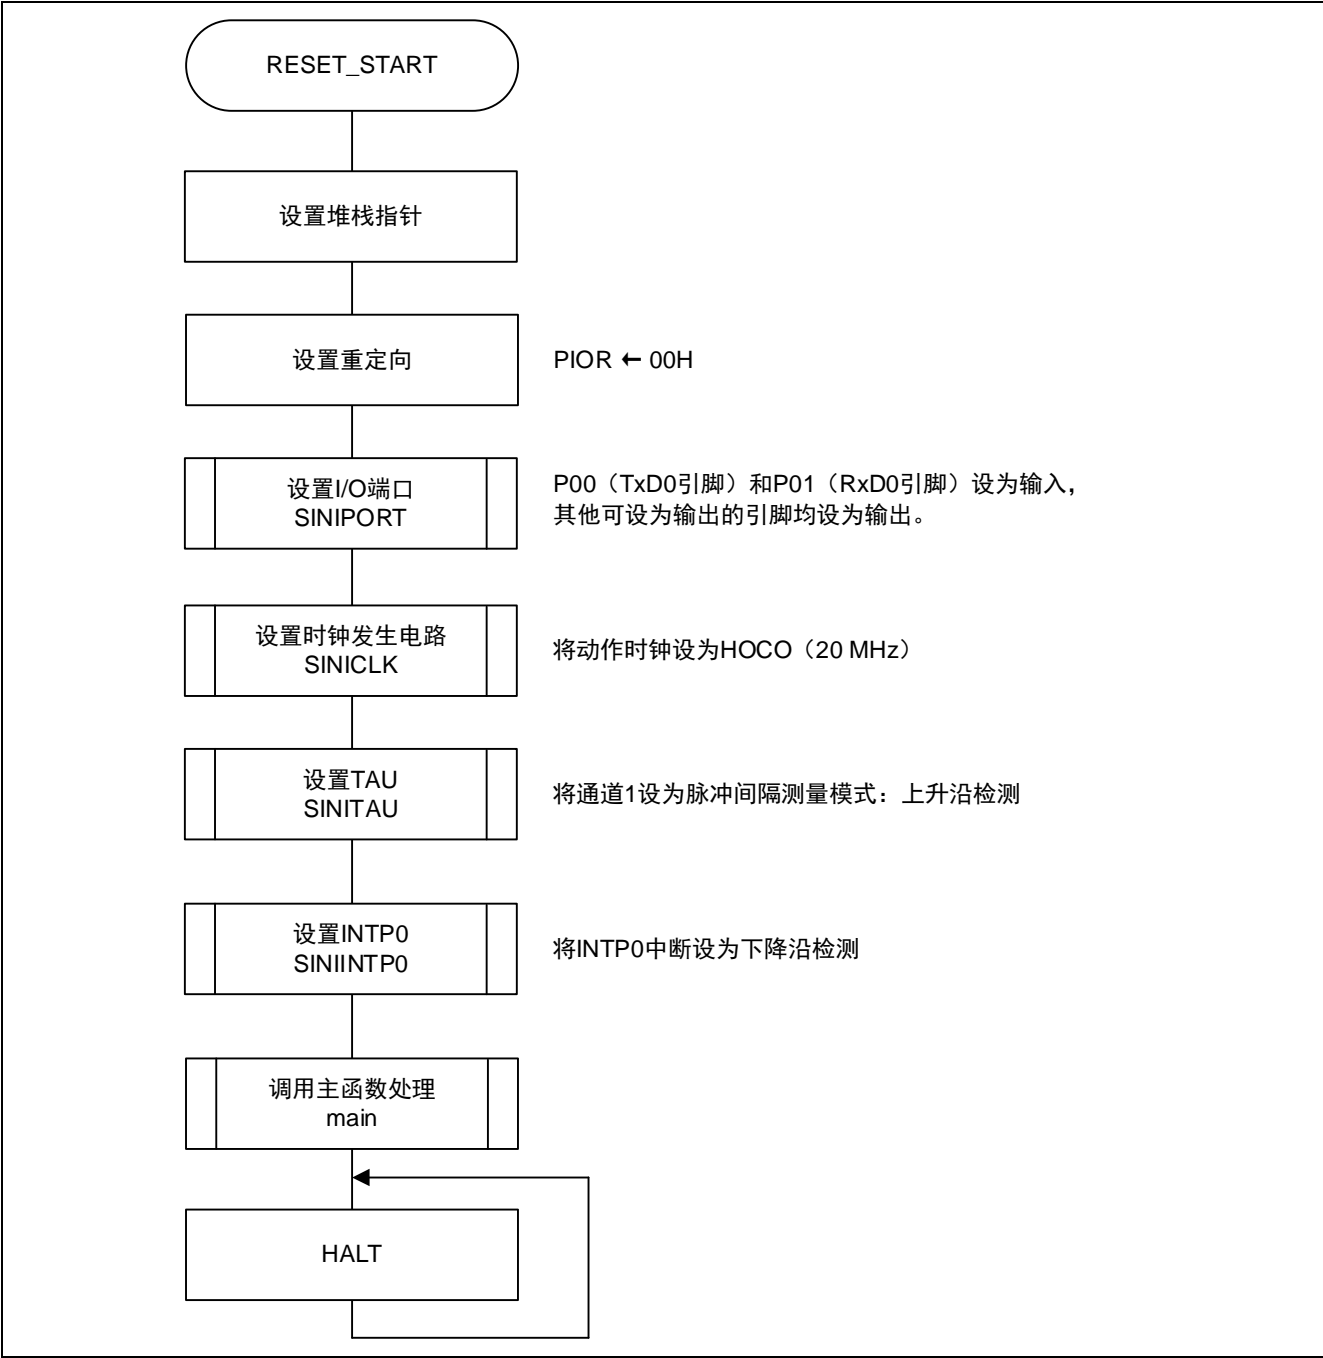 RESET_START
设置堆栈指针
设置重定向
PIOR ← 00H
设置I/O端口
SINIPORT
P00（TxD0引脚）和P01（RxD0引脚）设为输入，
其他可设为输出的引脚均设为输出。
设置时钟发生电路
SINICLK
将动作时钟设为HOCO（20 MHz）
设置TAU
SINITAU
将通道1设为脉冲间隔测量模式：上升沿检测
设置INTP0
SINIINTP0
将INTP0中断设为下降沿检测
调用主函数处理
main
HALT